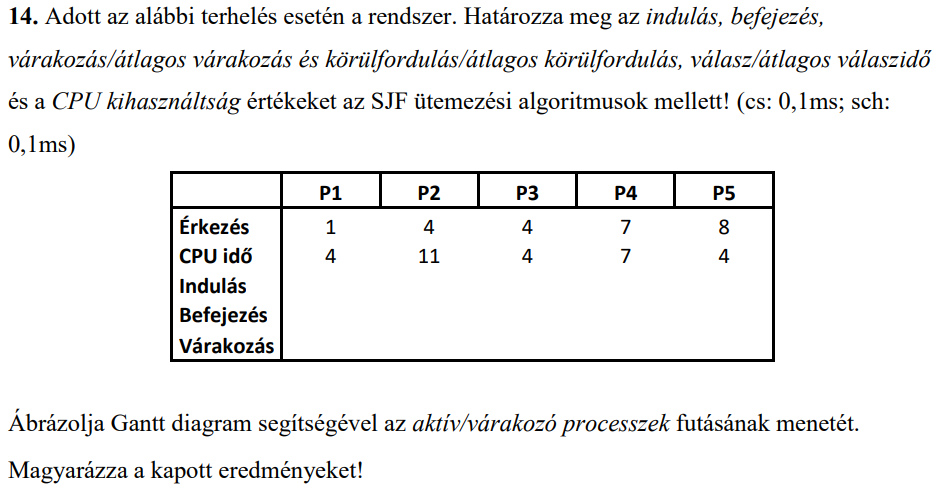 14. Adott az alábbi terhelés esetén a rendszer. Határozza meg az indulás, befejezés,
várakozás/átlagos várakozás és körülfordulás/átlagos körülfordulás, válasz/átlagos válaszidő
és a CPU kihasználtság értékeket az SJF ütemezési algoritmusok mellett! (cs: 0,1ms; sch:
0,1ms)
P1 P2 P3 P4 P5
Érkezés 1 4 4 7 8
CPU idő 4 11 4 7 4
Indulás
Befejezés
Várakozás
Ábrázolja Gantt diagram segítségével az aktív/várakozó processzek futásának menetét.
Magyarázza a kapott eredményeket!